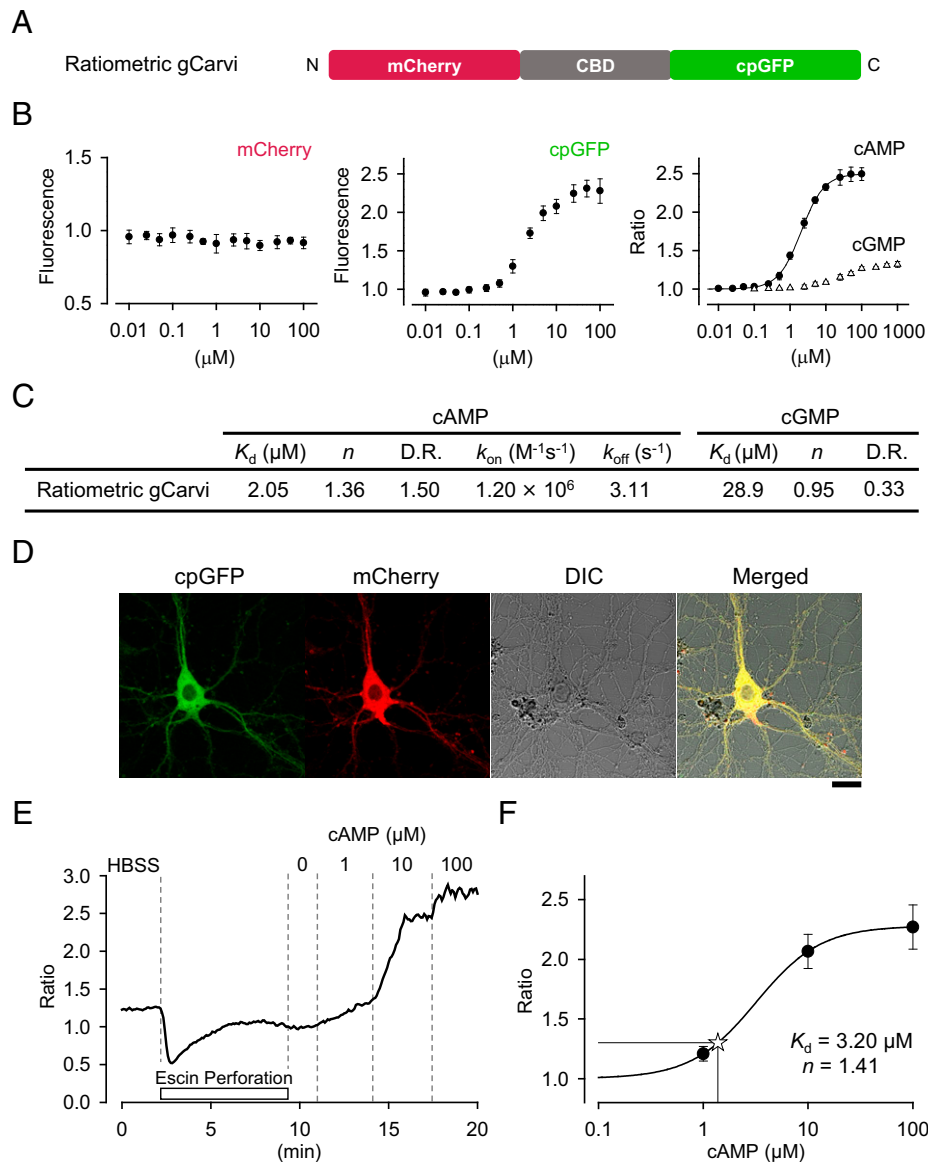 A
Ratiometric gCarvi N mCherry CBD cpGFP C
B
mCherry
Fluorescence
1.5
1.0
0.5
0.01 0.1 1 10 100
(μM)
cpGFP
Fluorescence
2.5
2.0
1.5
1.0
0.01 0.1 1 10 100
(μM)
cAMP
cGMP
Ratio
2.5
2.0
1.5
1.0
0.01 0.1 1 10 100 1000
(μM)
C
cAMP cGMP
Kd (μM) n D.R. kon (M-1s-1) koff (s-1) Kd (μM) n D.R.
Ratiometric gCarvi 2.05 1.36 1.50 1.20 × 10⁶ 3.11 28.9 0.95 0.33
D
cpGFP mCherry DIC Merged
E
cAMP (μM)
HBSS 0 1 10 100
Ratio
3.0
2.5
2.0
1.5
1.0
0.5
0.0
Escin Perforation
0 5 10 15 20
(min)
F
Ratio
2.5
2.0
1.5
1.0
Kd = 3.20 μM
n = 1.41
0.1 1 10 100
cAMP (μM)